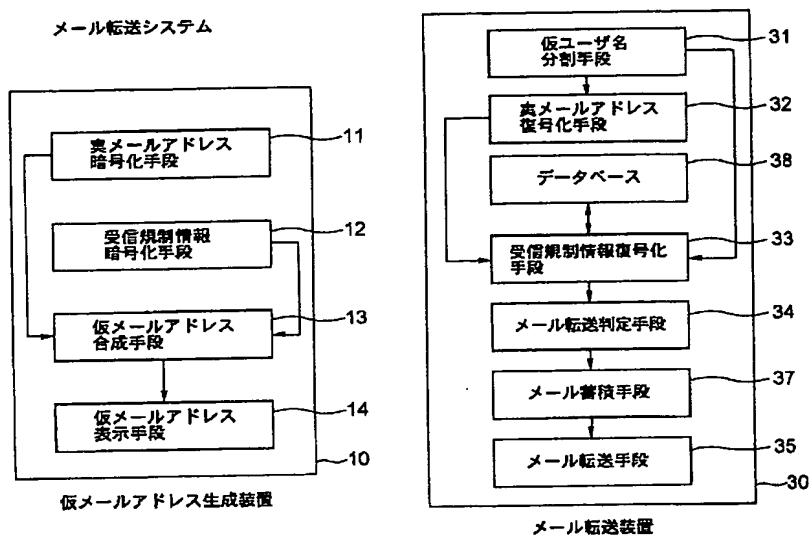 メール転送システム
実メールアドレス
暗号化手段
11
受信規制情報
暗号化手段
12
仮メールアドレス
合成手段
13
仮メールアドレス
表示手段
14
10
仮メールアドレス生成装置
仮ユーザ名
分割手段
31
実メールアドレス
復号化手段
32
データベース
38
受信規制情報復号化
手段
33
メール転送判定手段
34
メール蓄積手段
37
メール転送手段
35
30
メール転送装置